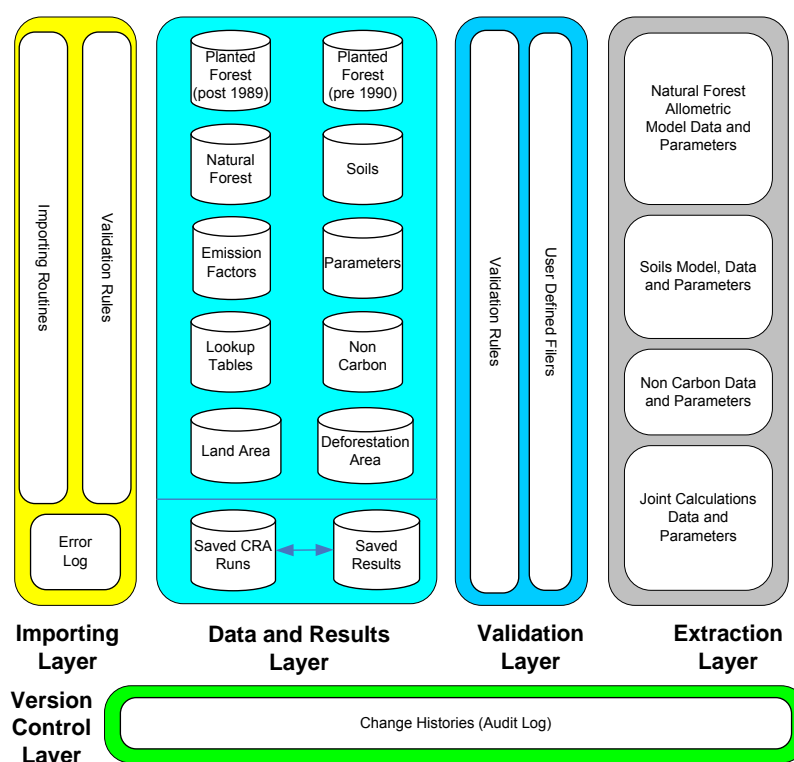 Importing Routines
Validation Rules
Error
Log
Planted
Forest
(post 1989)
Planted
Forest
(pre 1990)
Natural
Forest
Soils
Emission
Factors
Parameters
Lookup
Tables
Non
Carbon
Land Area
Deforestation
Area
Saved CRA
Runs
Saved
Results
Validation Rules
User Defined Filers
Natural Forest
Allometric
Model Data and
Parameters
Soils Model, Data
and Parameters
Non Carbon Data
and Parameters
Joint Calculations
Data and
Parameters
Importing
Layer
Data and Results
Layer
Validation
Layer
Extraction
Layer
Version
Control
Layer
Change Histories (Audit Log)